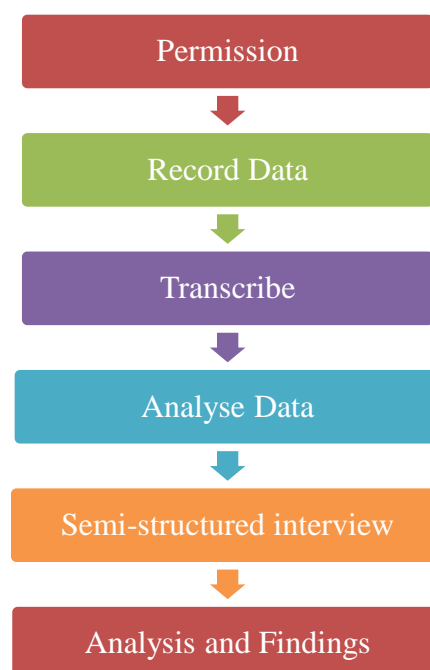 Permission
Record Data
Transcribe
Analyse Data
Semi-structured interview
Analysis and Findings